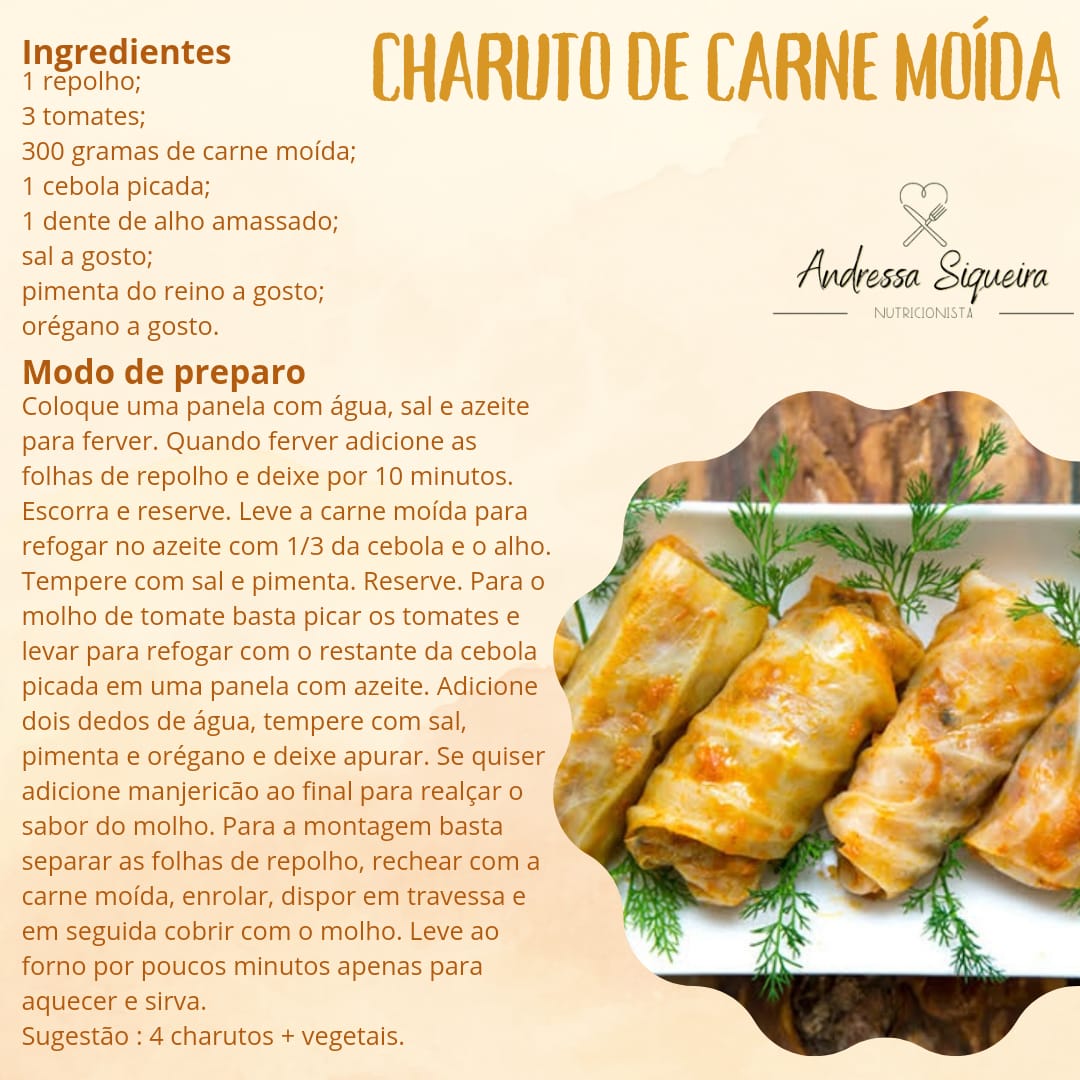 CHARUTO DE CARNE MOÍDA
Ingredientes
1 repolho;
3 tomates;
300 gramas de carne moída;
1 cebola picada;
1 dente de alho amassado;
sal a gosto;
pimenta do reino a gosto;
orégano a gosto.
Andressa Siqueira
NUTRICIONISTA
Modo de preparo
Coloque uma panela com água, sal e azeite
para ferver. Quando ferver adicione as
folhas de repolho e deixe por 10 minutos.
Escorra e reserve. Leve a carne moída para
refogar no azeite com 1/3 da cebola e o alho.
Tempere com sal e pimenta. Reserve. Para o
molho de tomate basta picar os tomates e
levar para refogar com o restante da cebola
picada em uma panela com azeite. Adicione
dois dedos de água, tempere com sal,
pimenta e orégano e deixe apurar. Se quiser
adicione manjericão ao final para realçar o
sabor do molho. Para a montagem basta
separar as folhas de repolho, rechear com a
carne moída, enrolar, dispor em travessa e
em seguida cobrir com o molho. Leve ao
forno por poucos minutos apenas para
aquecer e sirva.
Sugestão : 4 charutos + vegetais.